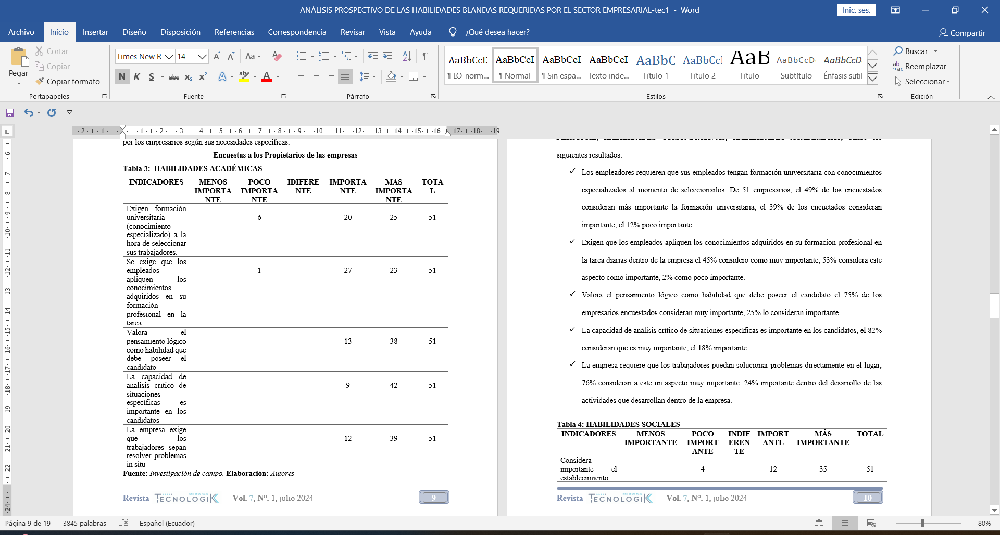 ANÁLISIS PROSPECTIVO DE LAS HABILIDADES BLANDAS REQUERIDAS POR EL SECTOR EMPRESARIAL-tec1 - Word
Inic. ses.
Archivo Inicio Insertar Diseño Disposición Referencias Correspondencia Revisar Vista Ayuda ¿Qué desea hacer? Compartir
Pegar
Cortar
Copiar
Copiar formato
Portapapeles
Times New R 14
N K S abc x₂ x²
Fuente
Párrafo
AaBbCcD AaBbCcI AaBbCcI AaBbCcI AaBbC AaBbCcI AaB AaBbCcD AaBbCcD
¶ LO-norm... ¶ Normal ¶ Sin espa... Texto inde... Título 1 Título 2 Título Subtítulo Énfasis sutil
Estilos
Buscar
Reemplazar
Seleccionar
Edición
2 1 1 2 3 4 5 6 7 8 9 10 11 12 13 14 15 16 17 18 19
por los empresarios según sus necesidades específicas.
Encuestas a los Propietarios de las empresas
Tabla 3: HABILIDADES ACADÉMICAS
INDICADORES MENOS POCO IDIFERE IMPORTA MÁS TOTA
IMPORTA IMPORTA NTE NTE IMPORTA L
NTE NTE NTE
Exigen formación
universitaria 6 20 25 51
(conocimiento
especializado) a la
hora de seleccionar
sus trabajadores.
Se exige que los
empleados 1 27 23 51
apliquen los
conocimientos
adquiridos en su
formación
profesional en la
tarea.
Valora el
pensamiento lógico 13 38 51
como habilidad que
debe poseer el
candidato
La capacidad de
análisis crítico de 9 42 51
situaciones
específicas es
importante en los
candidatos
La empresa exige
que los 12 39 51
trabajadores sepan
resolver problemas
in situ
Fuente: Investigación de campo. Elaboración: Autores
Revista TECNOLOGIK Vol. 7, N°. 1, julio 2024 9
siguientes resultados:
✓ Los empleadores requieren que sus empleados tengan formación universitaria con conocimientos
especializados al momento de seleccionarlos. De 51 empresarios, el 49% de los encuestados
consideran más importante la formación universitaria, el 39% de los encuetados consideran
importante, el 12% poco importante.
✓ Exigen que los empleados apliquen los conocimientos adquiridos en su formación profesional en
la tarea diarias dentro de la empresa el 45% considero como muy importante, 53% considera este
aspecto como importante, 2% como poco importante.
✓ Valora el pensamiento lógico como habilidad que debe poseer el candidato el 75% de los
empresarios encuestados consideran muy importante, 25% lo consideran importante.
✓ La capacidad de análisis crítico de situaciones específicas es importante en los candidatos, el 82%
consideran que es muy importante, el 18% importante.
✓ La empresa requiere que los trabajadores puedan solucionar problemas directamente en el lugar,
76% consideran a este un aspecto muy importante, 24% importante dentro del desarrollo de las
actividades que desarrollan dentro de la empresa.
Tabla 4: HABILIDADES SOCIALES
INDICADORES MENOS POCO INDIF IMPORT MÁS TOTAL
IMPORTANTE IMPORT EREN ANTE IMPORTANTE
ANTE TE
Considera
importante el 4 12 35 51
establecimiento
Revista TECNOLOGIK Vol. 7, N°. 1, julio 2024 10
Página 9 de 19 3845 palabras Español (Ecuador) 80%